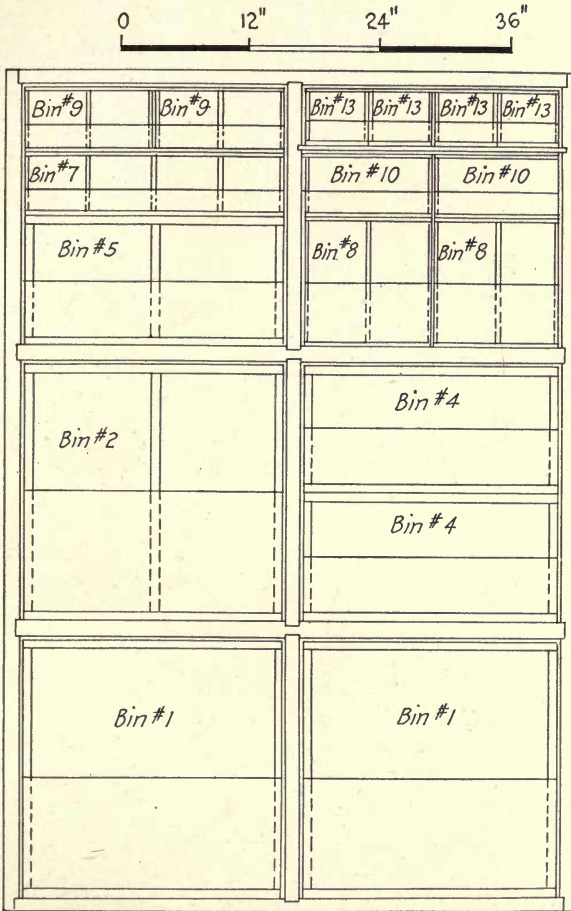 0 12" 24" 36"
Bin #9 Bin #9 Bin #13 Bin #13 Bin #13 Bin #13
Bin #7 Bin #10 Bin #10
Bin #5 Bin #8 Bin #8
Bin #2 Bin #4
Bin #4
Bin #1 Bin #1